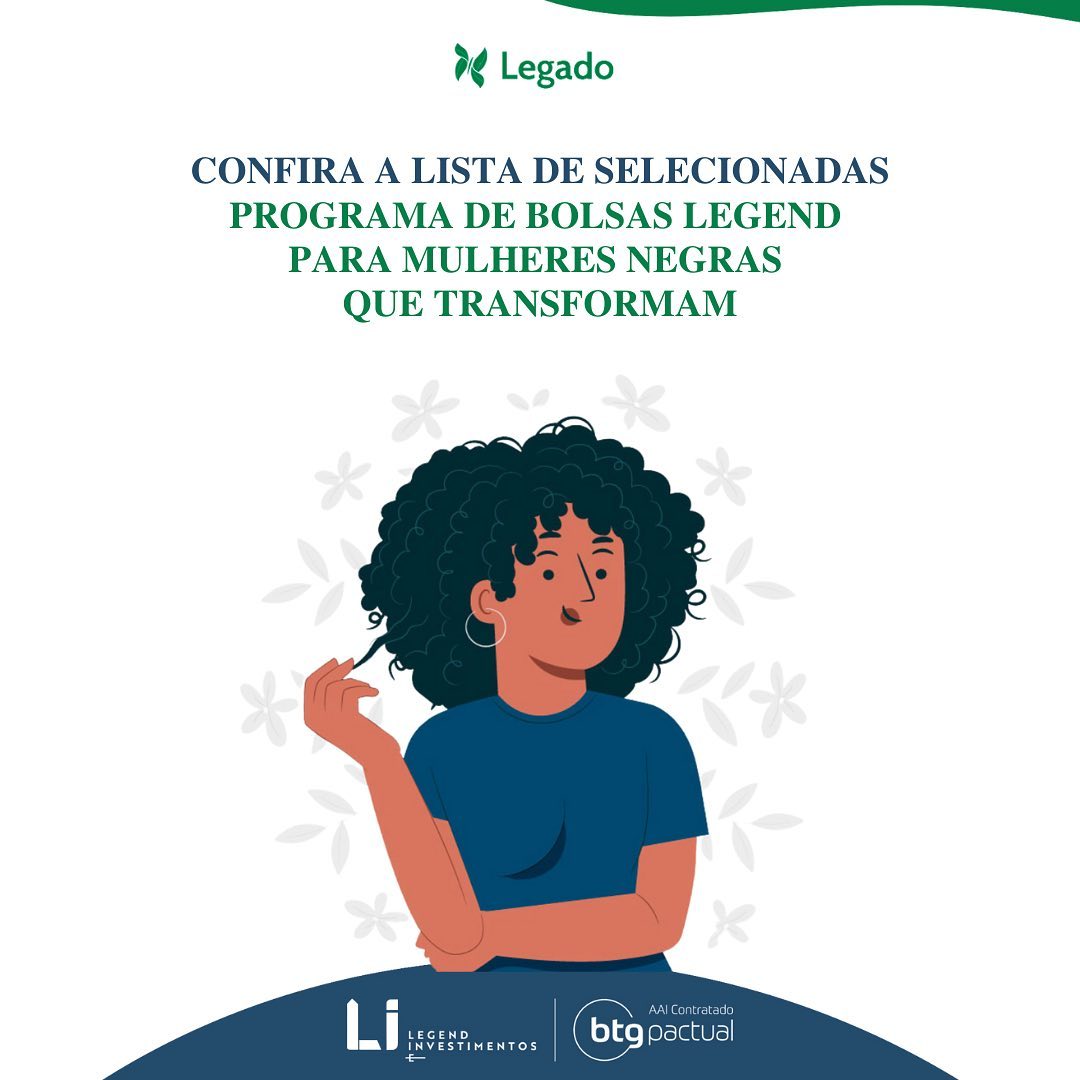 Legado
CONFIRA A LISTA DE SELECIONADAS
PROGRAMA DE BOLSAS LEGEND
PARA MULHERES NEGRAS
QUE TRANSFORMAM
Li LEGEND
INVESTIMENTOS
AAI Contratado
btg pactual